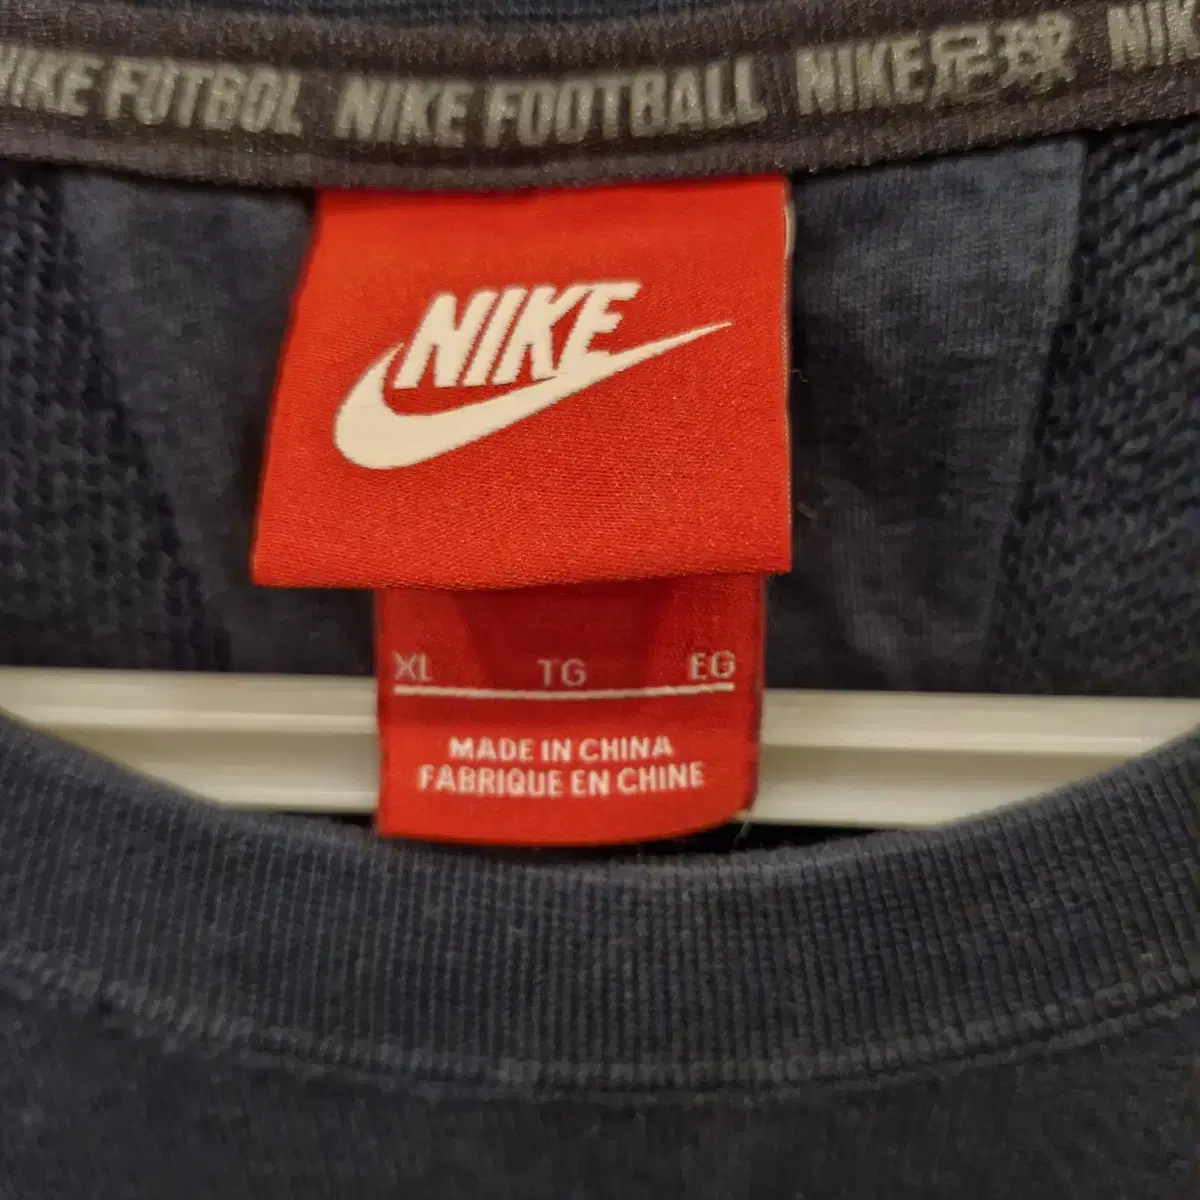 NIKE FUTBOL NIKE FOOTBALL NIKE足球 NIK
NIKE
XL TG EG
MADE IN CHINA
FABRIQUE EN CHINE